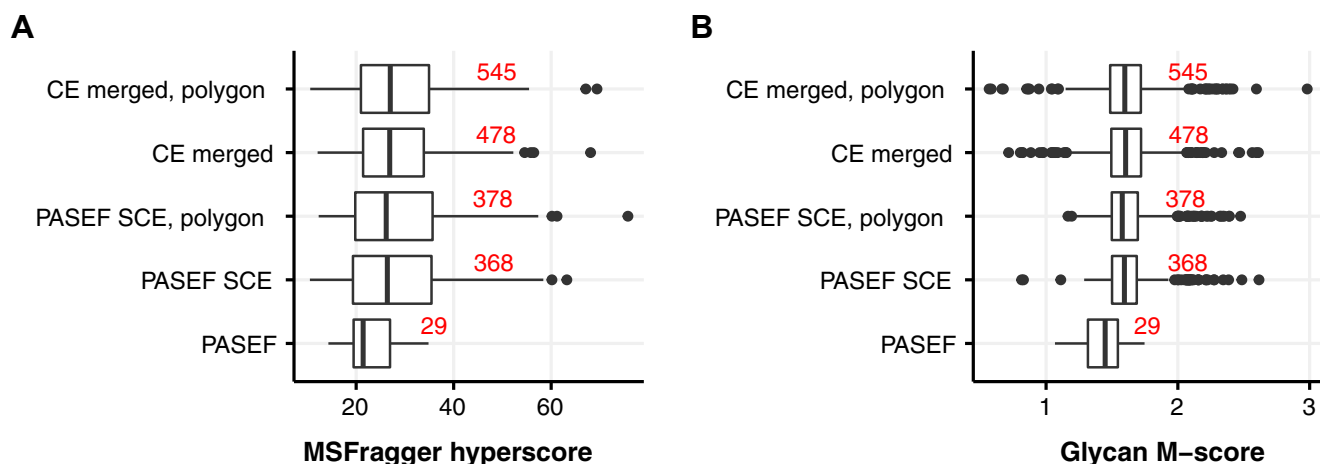 A
CE merged, polygon
545
CE merged
478
PASEF SCE, polygon
378
PASEF SCE
368
PASEF
29
20
40
60
MSFragger hyperscore
B
CE merged, polygon
545
CE merged
478
PASEF SCE, polygon
378
PASEF SCE
368
PASEF
29
1
2
3
Glycan M−score